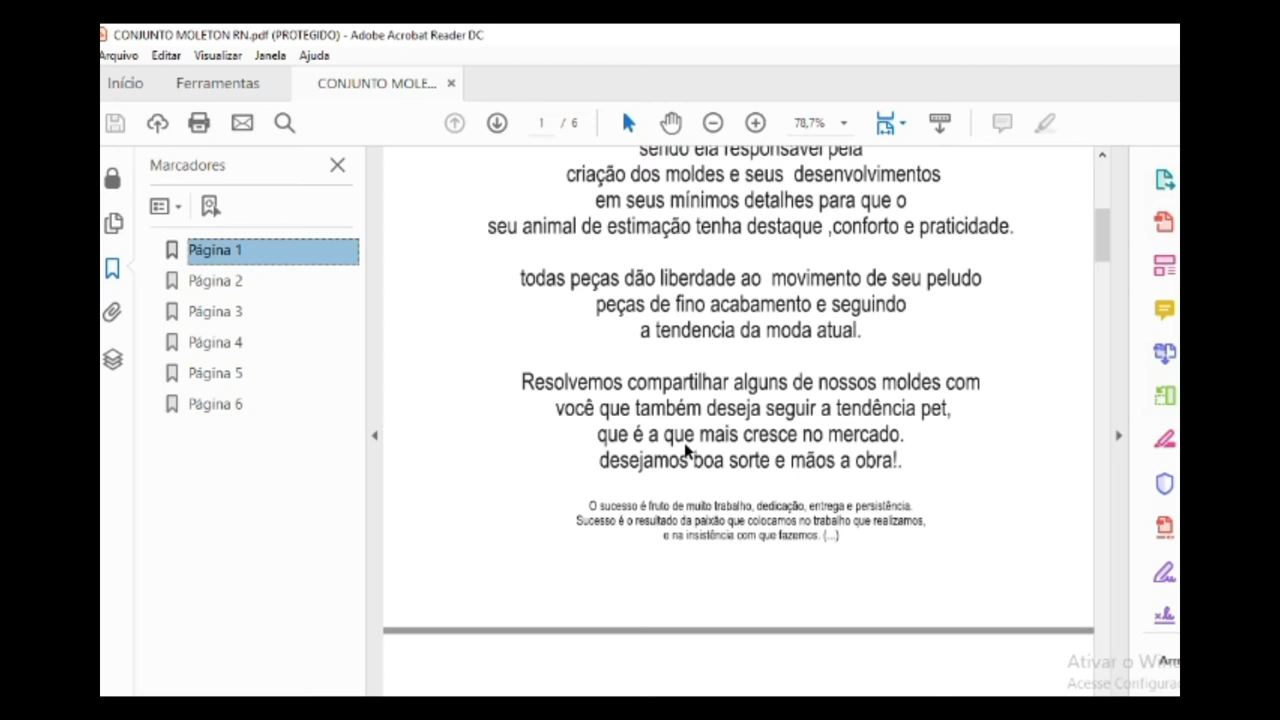 CONJUNTO MOLETON RN.pdf (PROTEGIDO) - Adobe Acrobat Reader DC
Arquivo Editar Visualizar Janela Ajuda
Início Ferramentas CONJUNTO MOLE... ×
1 / 6 78,7%
Marcadores
Página 1
Página 2
Página 3
Página 4
Página 5
Página 6
sendo ela responsavel pela
criação dos moldes e seus desenvolvimentos
em seus mínimos detalhes para que o
seu animal de estimação tenha destaque ,conforto e praticidade.
todas peças dão liberdade ao movimento de seu peludo
peças de fino acabamento e seguindo
a tendencia da moda atual.
Resolvemos compartilhar alguns de nossos moldes com
você que também deseja seguir a tendência pet,
que é a que mais cresce no mercado.
desejamos boa sorte e mãos a obra!.
O sucesso é fruto de muito trabalho, dedicação, entrega e persistência.
Sucesso é o resultado da paixão que colocamos no trabalho que realizamos,
e na insistência com que fazemos. (...)
Ativar o Win
Acesse Configura